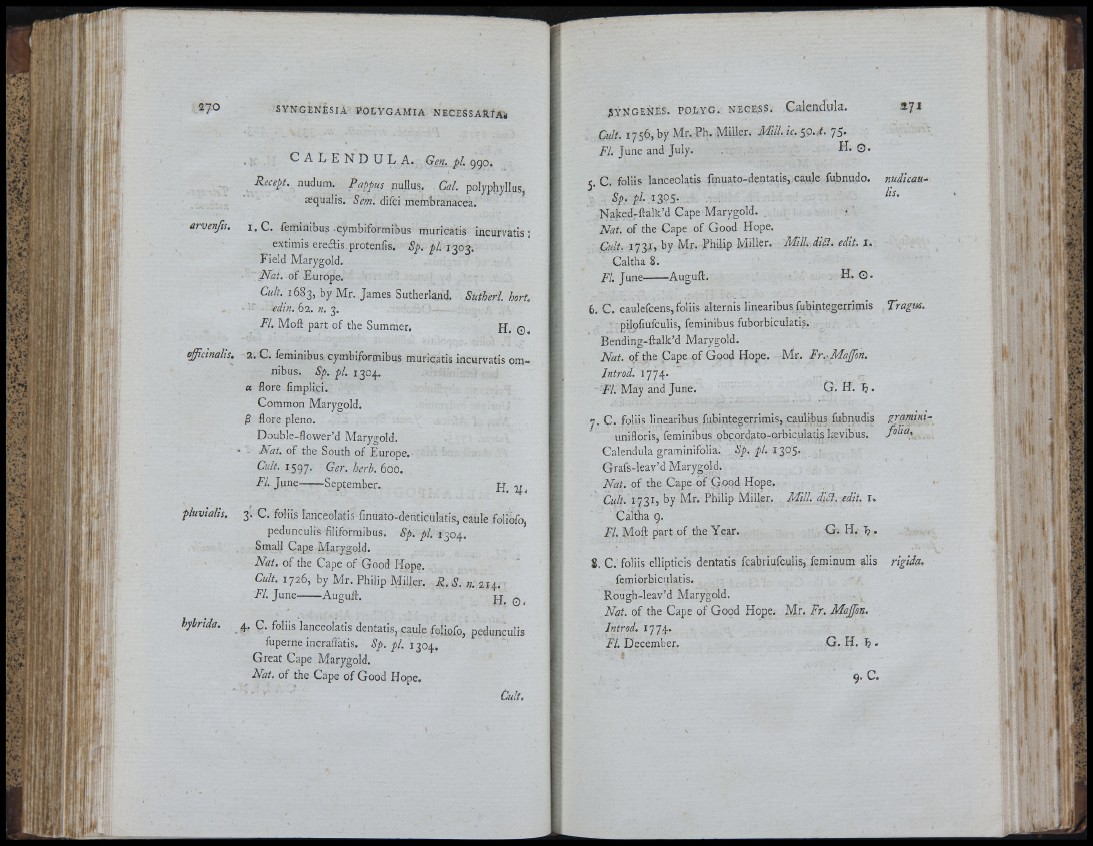 270 SYNGENESIA POLYGAMIA NECESSARIA.
CALENDULA. Gen. pl. 990.
Recept. nudum. Pappus nullus. Cal. polyphyllus,
æqualis. Sem. diſci membranacea.
arvenſis. 1. C. ſeminibus cymbiformibus muricatis incurvatis:
extimis erectis protenſis. Sp. pl. 1303.
Field Marygold.
Nat. of Europe.
Cult. 1683, by Mr. James Sutherland. Sutherl. hort.
edin. 62. n. 3.
Fl. Moſt part of the Summer. H. ☉.
officinalis. 2. C. ſeminibus cymbiformibus muricatis incurvatis om-
nibus. Sp. pl. 1304.
α flore ſimplici.
Common Marygold.
β flore pleno.
Double-flower'd Marygold.
Nat. of the South of Europe.
Cult. 1597. Ger. herb. 600.
Fl. June——September. H. ♃.
pluvialis. 3. C. foliis lanceolatis ſinuato-denticulatis, caule folioſo,
pedunculis filiformibus. Sp. pl. 1304.
Small Cape Marygold.
Nat. of the Cape of Good Hope.
Cult. 1726, by Mr. Philip Miller. R. S. n. 214.
Fl. June——Auguſt. H. ☉.
hybrida. 4. C. foliis lanceolatis dentatis, caule folioſo, pedunculis
ſuperne incraſſatis. Sp. pl. 1304.
Great Cape Marygold.
Nat. of the Cape of Good Hope.
Cult.
SYNGENES. POLYG. NECESS. Calendula. 271
Cult. 1756, by Mr. Ph. Miller. Mill. ic. 50. t. 75.
Fl. June and July. H. ☉.
5. C. foliis lanceolatis ſinuato-dentatis, caule ſubnudo. nudicau-
Sp. pl. 1305. lis.
Naked-ſtalk'd Cape Marygold.
Nat. of the Cape of Good Hope.
Cult. 1731, by Mr. Philip Miller. Mill. dict. edit. 1.
Caltha 8.
Fl. June——Auguſt. H. ☉.
6. C. cauleſcens, foliis alternis linearibus ſubintegerrimis Tragus.
piloſiuſculis, ſeminibus ſuborbiculatis.
Bending-ſtalk'd Marygold.
Nat. of the Cape of Good Hope. Mr. Fr. Maſſon.
Introd. 1774.
Fl. May and June. G. H. ♄.
7. C. foliis linearibus ſubintegerrimis, caulibus ſubnudis gramini-
unifloris, ſeminibus obcordato-orbiculatis lævibus. folia.
Calendula graminifolia. Sp. pl. 1305.
Graſs-leav'd Marygold.
Nat. of the Cape of Good Hope.
Cult. 1731, by Mr. Philip Miller. Mill. dict. edit. 1.
Caltha 9.
Fl. Moſt part of the Year. G. H. ♄.
8. C. foliis ellipticis dentatis ſcabriuſculis, ſeminum alis rigida.
ſemiorbiculatis.
Rough-leav'd Marygold.
Nat. of the Cape of Good Hope. Mr. Fr. Maſſon.
Introd. 1774.
Fl. December. G. H. ♄.
9. C.